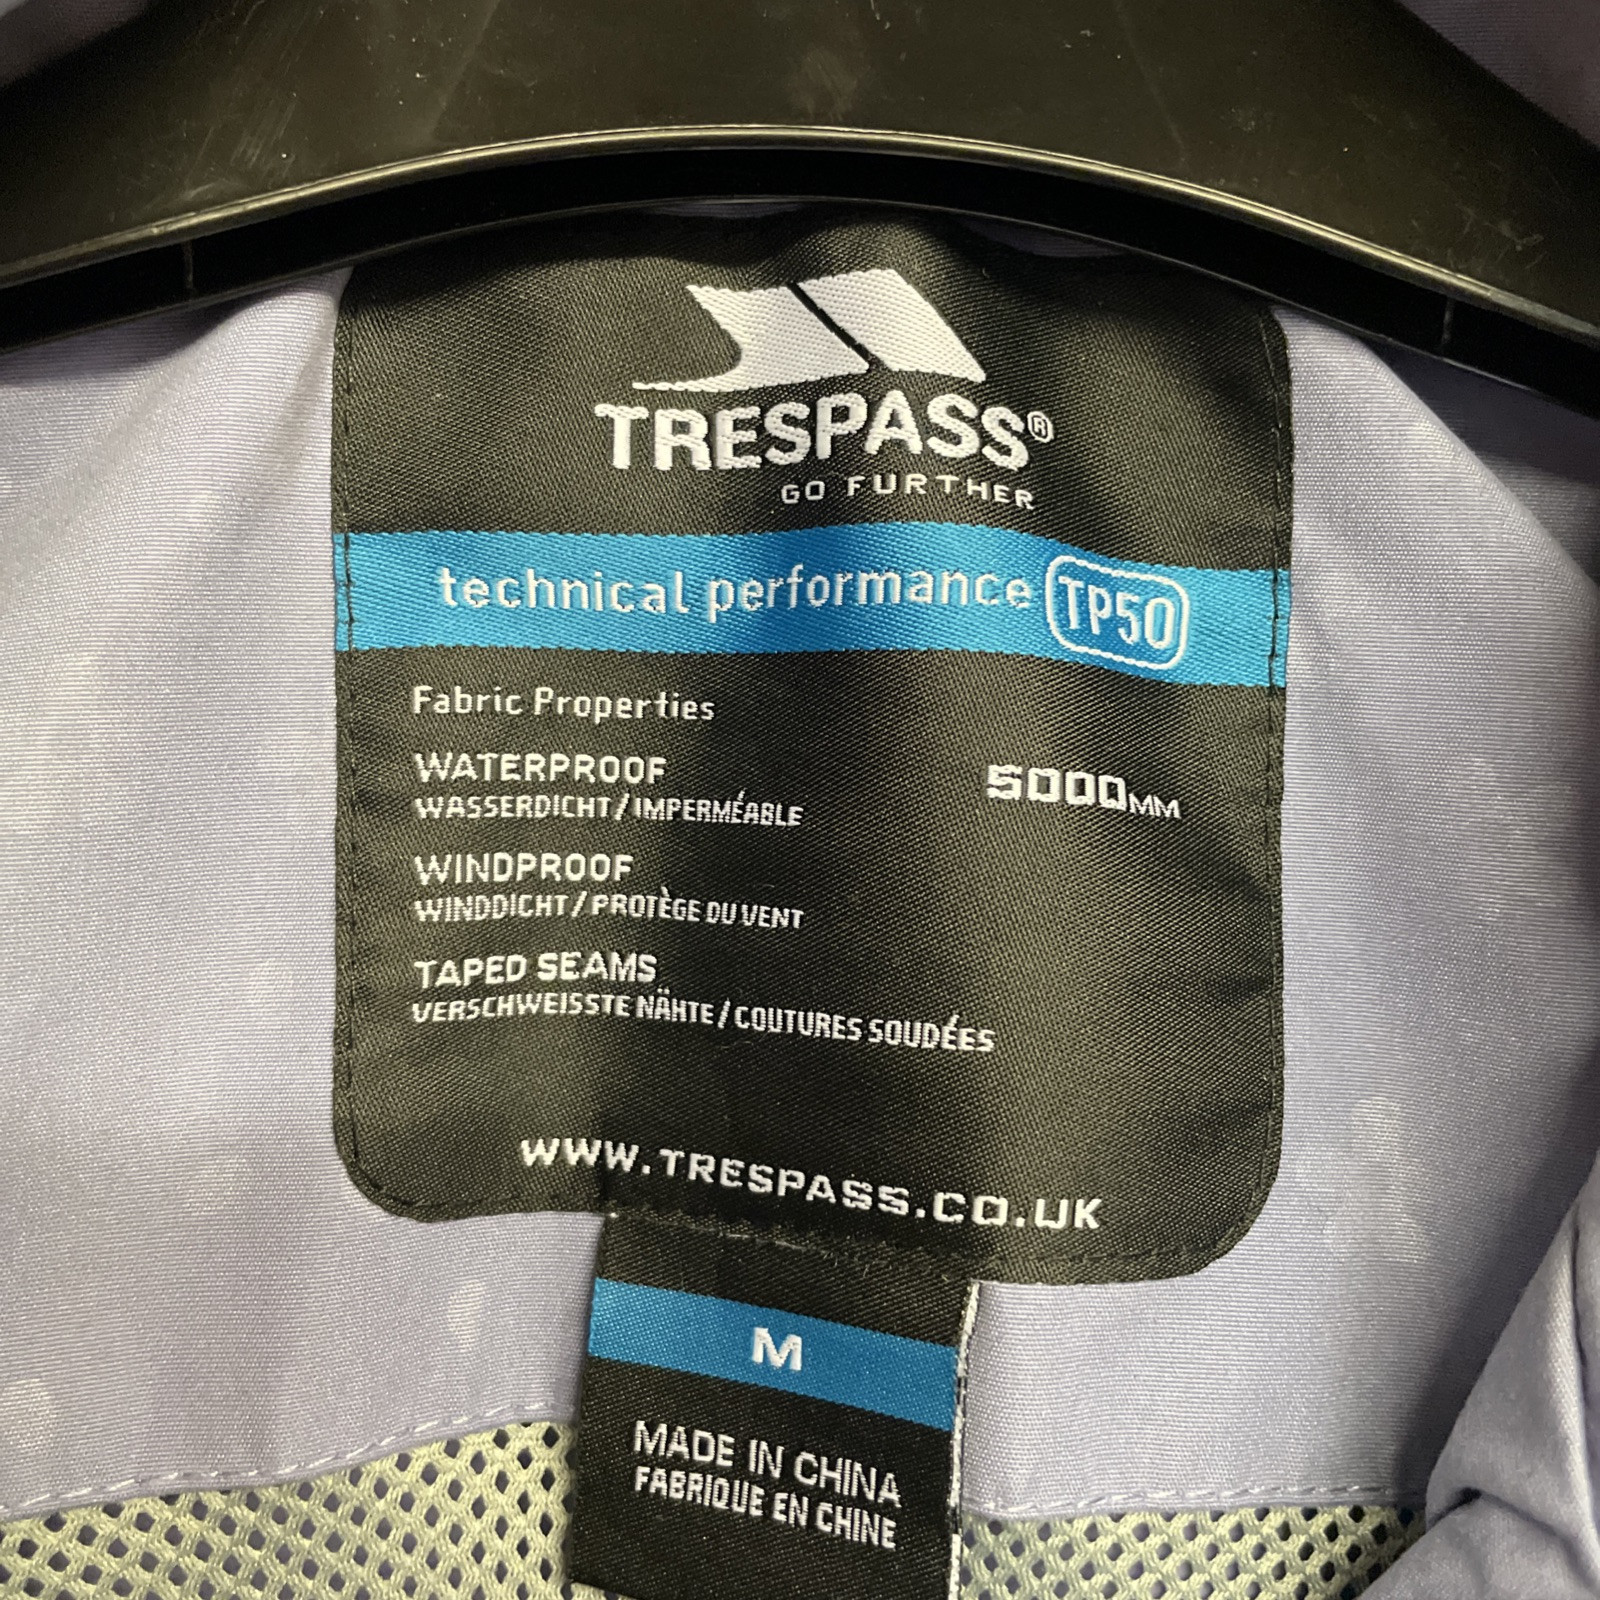 TRESPASS®
GO FURTHER
technical performance TP50
Fabric Properties
WATERPROOF 5000MM
WASSERDICHT/IMPERMÉABLE
WINDPROOF
WINDDICHT/PROTÈGE DU VENT
TAPED SEAMS
VERSCHWEISSTE NÄHTE/COUTURES SOUDÉES
WWW.TRESPASS.CO.UK
M
MADE IN CHINA
FABRIQUE EN CHINE